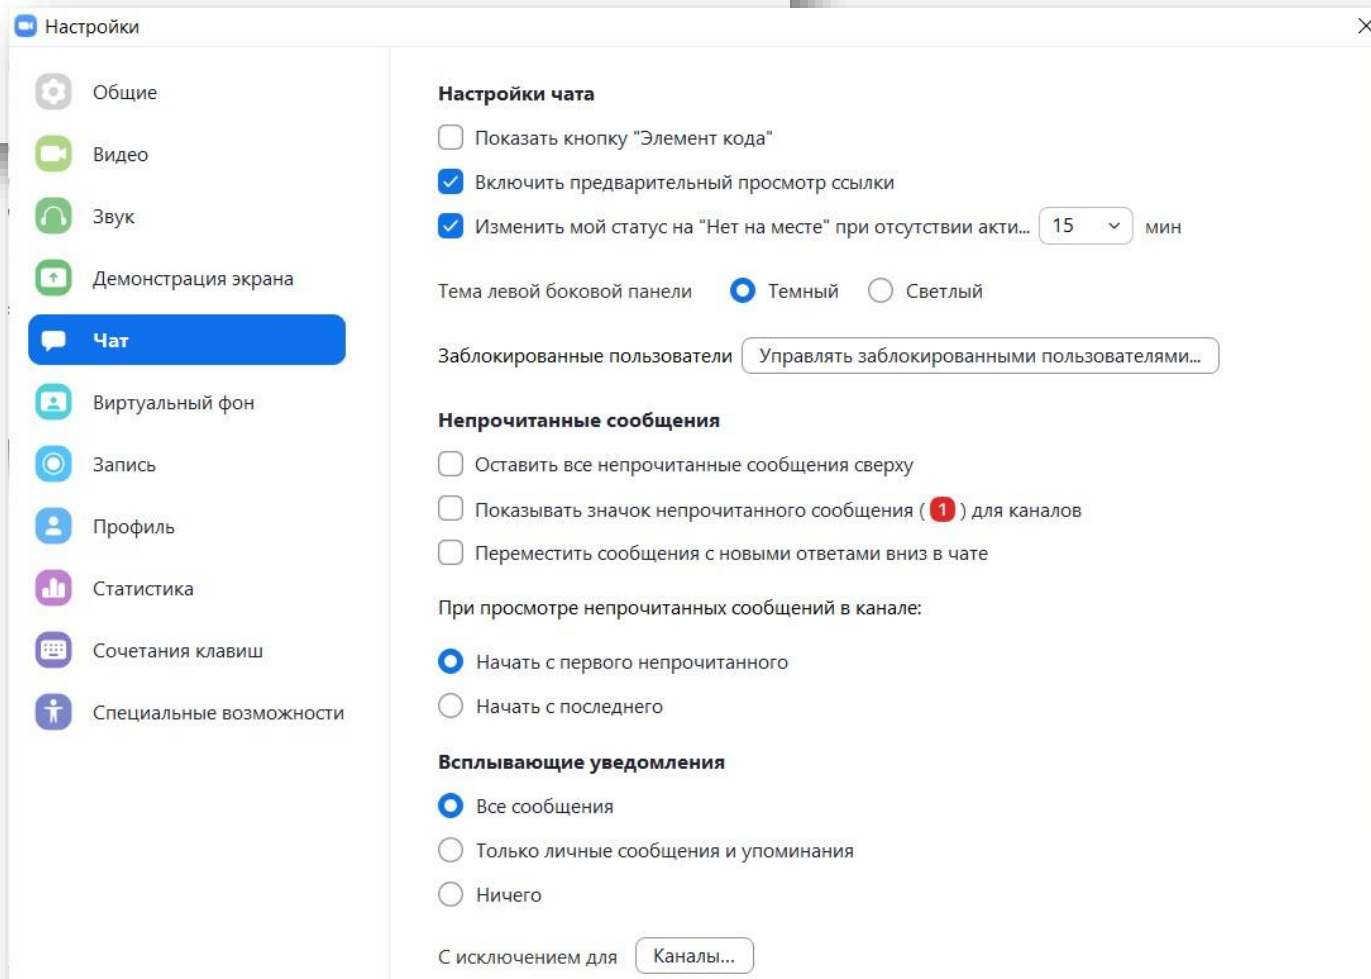 Настройки
Общие
Видео
Звук
Демонстрация экрана
Чат
Виртуальный фон
Запись
Профиль
Статистика
Сочетания клавиш
Специальные возможности
Настройки чата
Показать кнопку "Элемент кода"
Включить предварительный просмотр ссылки
Изменить мой статус на "Нет на месте" при отсутствии акти... 15 мин
Тема левой боковой панели Темный Светлый
Заблокированные пользователи Управлять заблокированными пользователями...
Непрочитанные сообщения
Оставить все непрочитанные сообщения сверху
Показывать значок непрочитанного сообщения ( 1 ) для каналов
Переместить сообщения с новыми ответами вниз в чате
При просмотре непрочитанных сообщений в канале:
Начать с первого непрочитанного
Начать с последнего
Всплывающие уведомления
Все сообщения
Только личные сообщения и упоминания
Ничего
С исключением для Каналы...